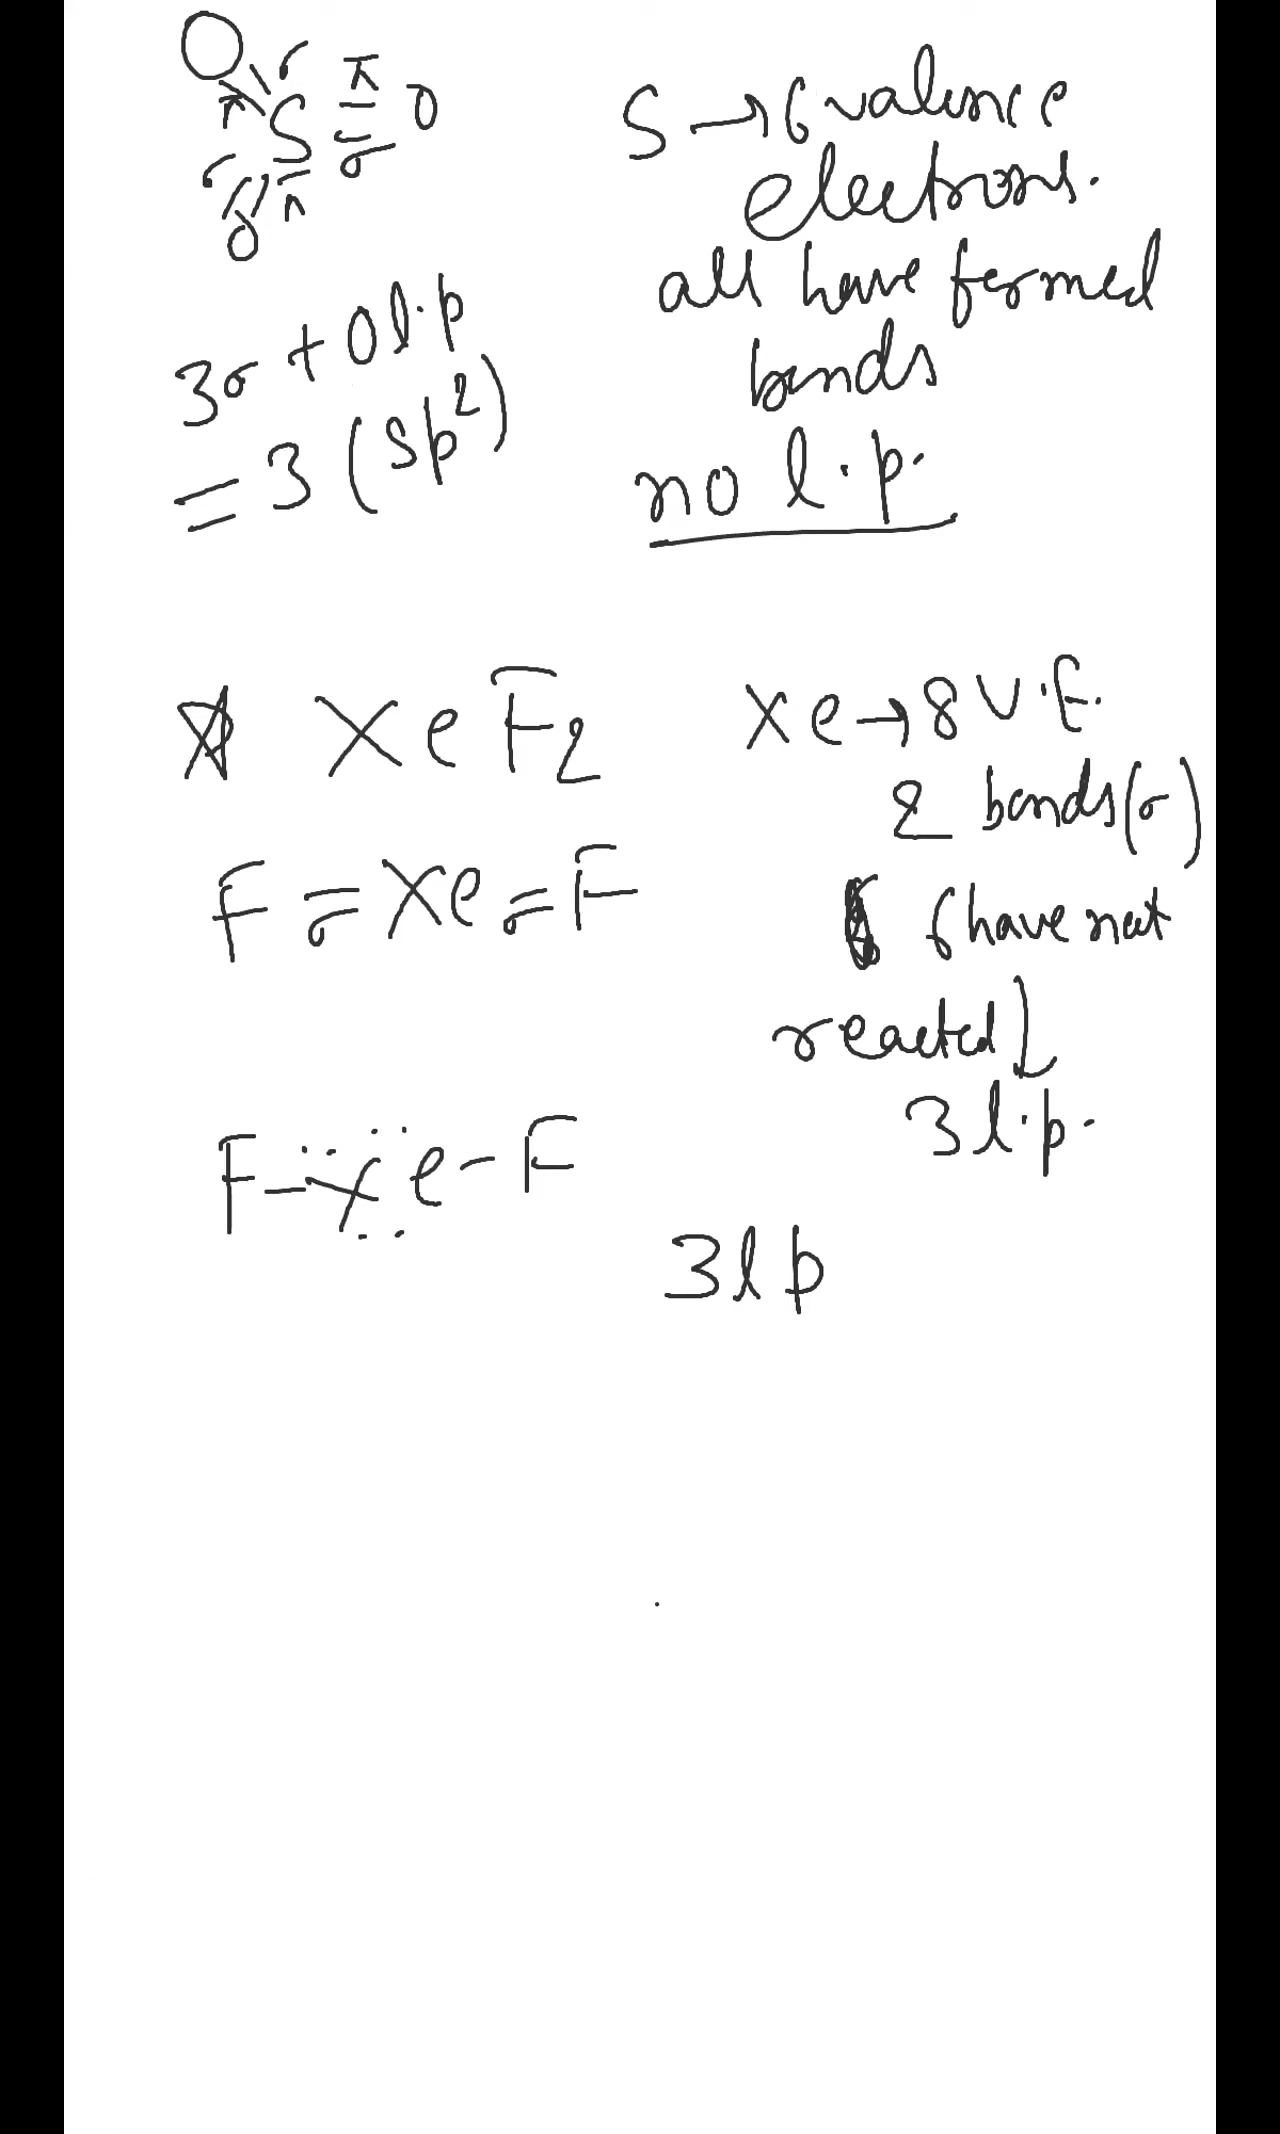 O σ π
π S = O
σ σ
O π
S → 6 valence
electrons.
all have formed
bonds
no l.p.
3σ + 0 l.p
= 3 (sp²)
☆ XeF₂
Xe → 8 V.E.
2 bonds (σ)
F = Xe = F
σ σ
6 have not
reacted
3 l.p.
F - Xe - F
3 l p